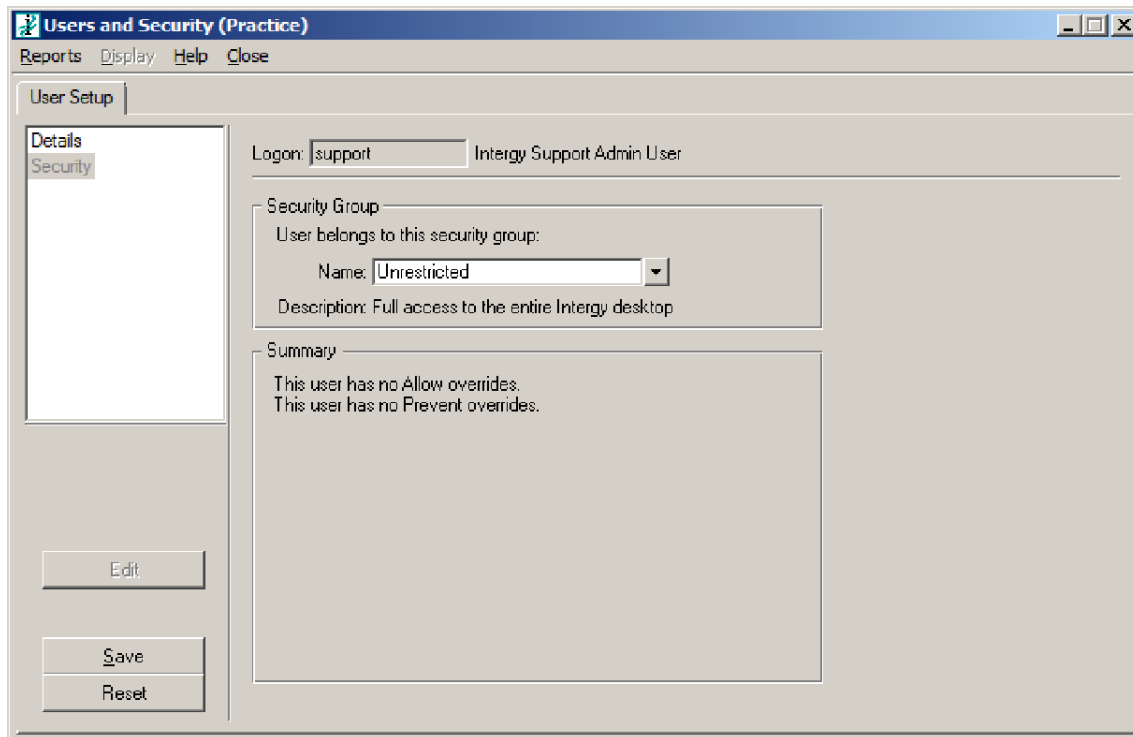 Users and Security (Practice)
Reports Display Help Close
User Setup
Details
Security
Logon: support Intergy Support Admin User
Security Group
User belongs to this security group:
Name: Unrestricted
Description: Full access to the entire Intergy desktop
Summary
This user has no Allow overrides.
This user has no Prevent overrides.
Edit
Save
Reset